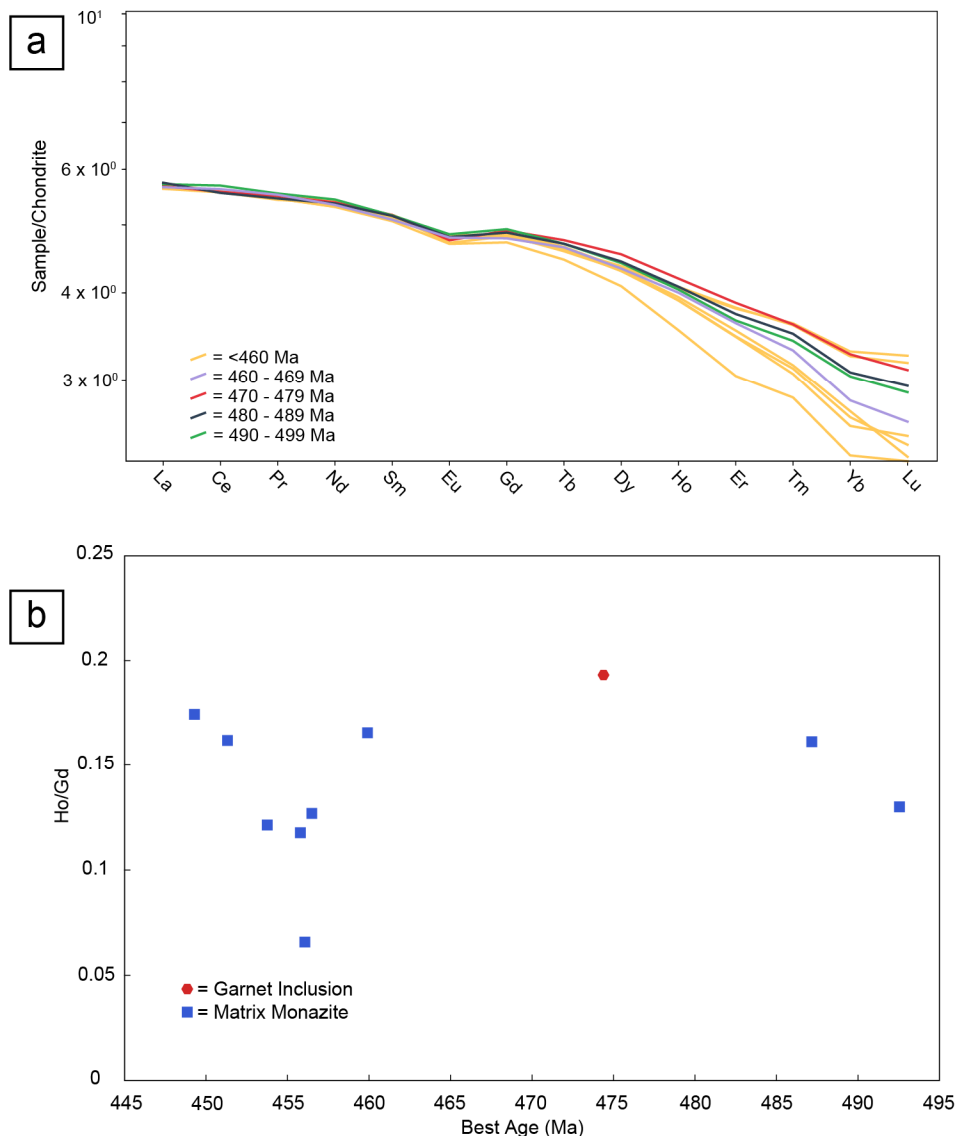 a
10¹
6 x 10⁰
4 x 10⁰
3 x 10⁰
Sample/Chondrite
= <460 Ma
= 460 - 469 Ma
= 470 - 479 Ma
= 480 - 489 Ma
= 490 - 499 Ma
La Ce Pr Nd Sm Eu Gd Tb Dy Ho Er Tm Yb Lu
b
0.25
0.2
0.15
0.1
0.05
0
Ho/Gd
= Garnet Inclusion
= Matrix Monazite
445 450 455 460 465 470 475 480 485 490 495
Best Age (Ma)